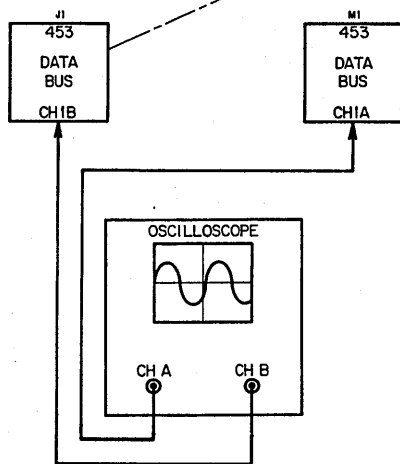 J1
453
DATA
BUS
CH1B
M1
453
DATA
BUS
CH1A
OSCILLOSCOPE
CH A
CH B